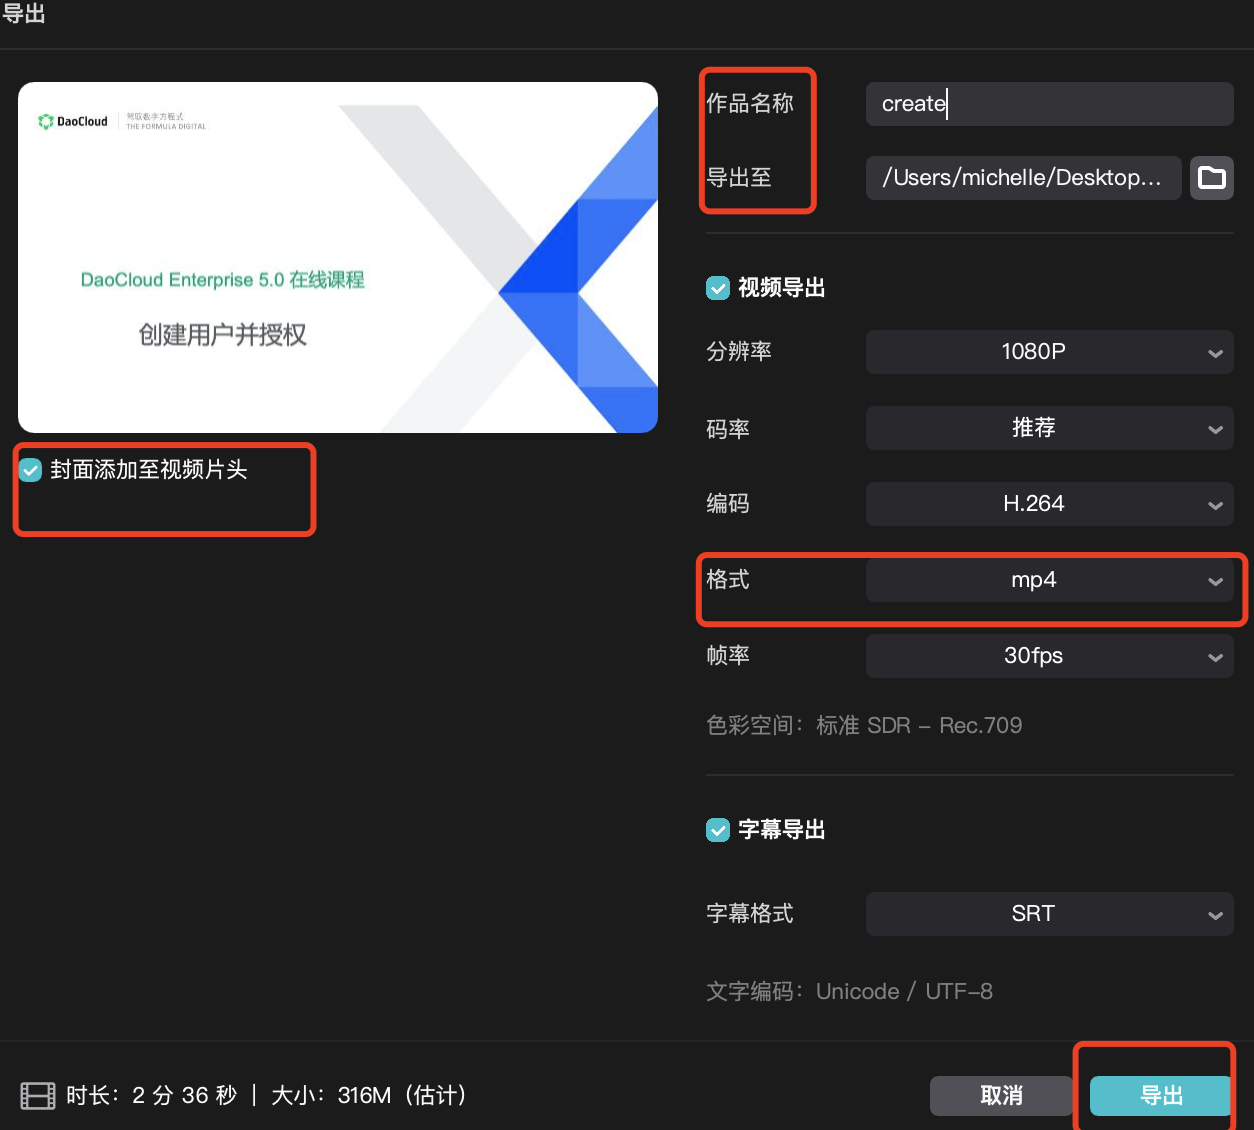 导出
DaoCloud
驾驭数字方程式
THE FORMULA DIGITAL
DaoCloud Enterprise 5.0 在线课程
创建用户并授权
封面添加至视频片头
作品名称 create
导出至 /Users/michelle/Desktop...
视频导出
分辨率 1080P
码率 推荐
编码 H.264
格式 mp4
帧率 30fps
色彩空间：标准 SDR – Rec.709
字幕导出
字幕格式 SRT
文字编码：Unicode / UTF–8
时长：2 分 36 秒 | 大小：316M（估计）
取消
导出